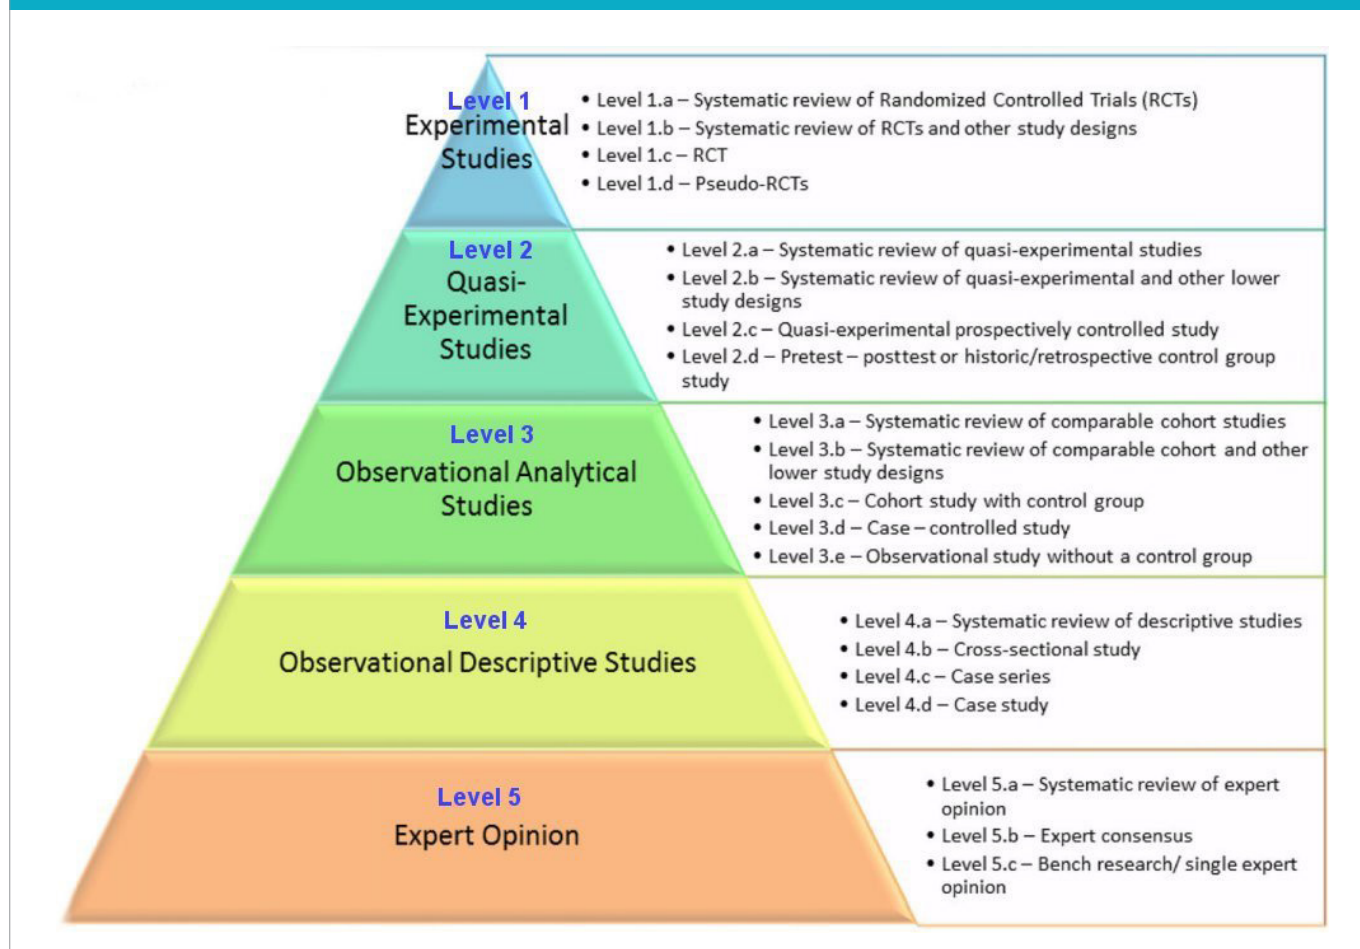 Level 1
Experimental
Studies
• Level 1.a – Systematic review of Randomized Controlled Trials (RCTs)
• Level 1.b – Systematic review of RCTs and other study designs
• Level 1.c – RCT
• Level 1.d – Pseudo-RCTs
Level 2
Quasi-
Experimental
Studies
• Level 2.a – Systematic review of quasi-experimental studies
• Level 2.b – Systematic review of quasi-experimental and other lower
study designs
• Level 2.c – Quasi-experimental prospectively controlled study
• Level 2.d – Pretest – posttest or historic/retrospective control group
study
Level 3
Observational Analytical
Studies
• Level 3.a – Systematic review of comparable cohort studies
• Level 3.b – Systematic review of comparable cohort and other
lower study designs
• Level 3.c – Cohort study with control group
• Level 3.d – Case – controlled study
• Level 3.e – Observational study without a control group
Level 4
Observational Descriptive Studies
• Level 4.a – Systematic review of descriptive studies
• Level 4.b – Cross-sectional study
• Level 4.c – Case series
• Level 4.d – Case study
Level 5
Expert Opinion
• Level 5.a – Systematic review of expert
opinion
• Level 5.b – Expert consensus
• Level 5.c – Bench research/ single expert
opinion